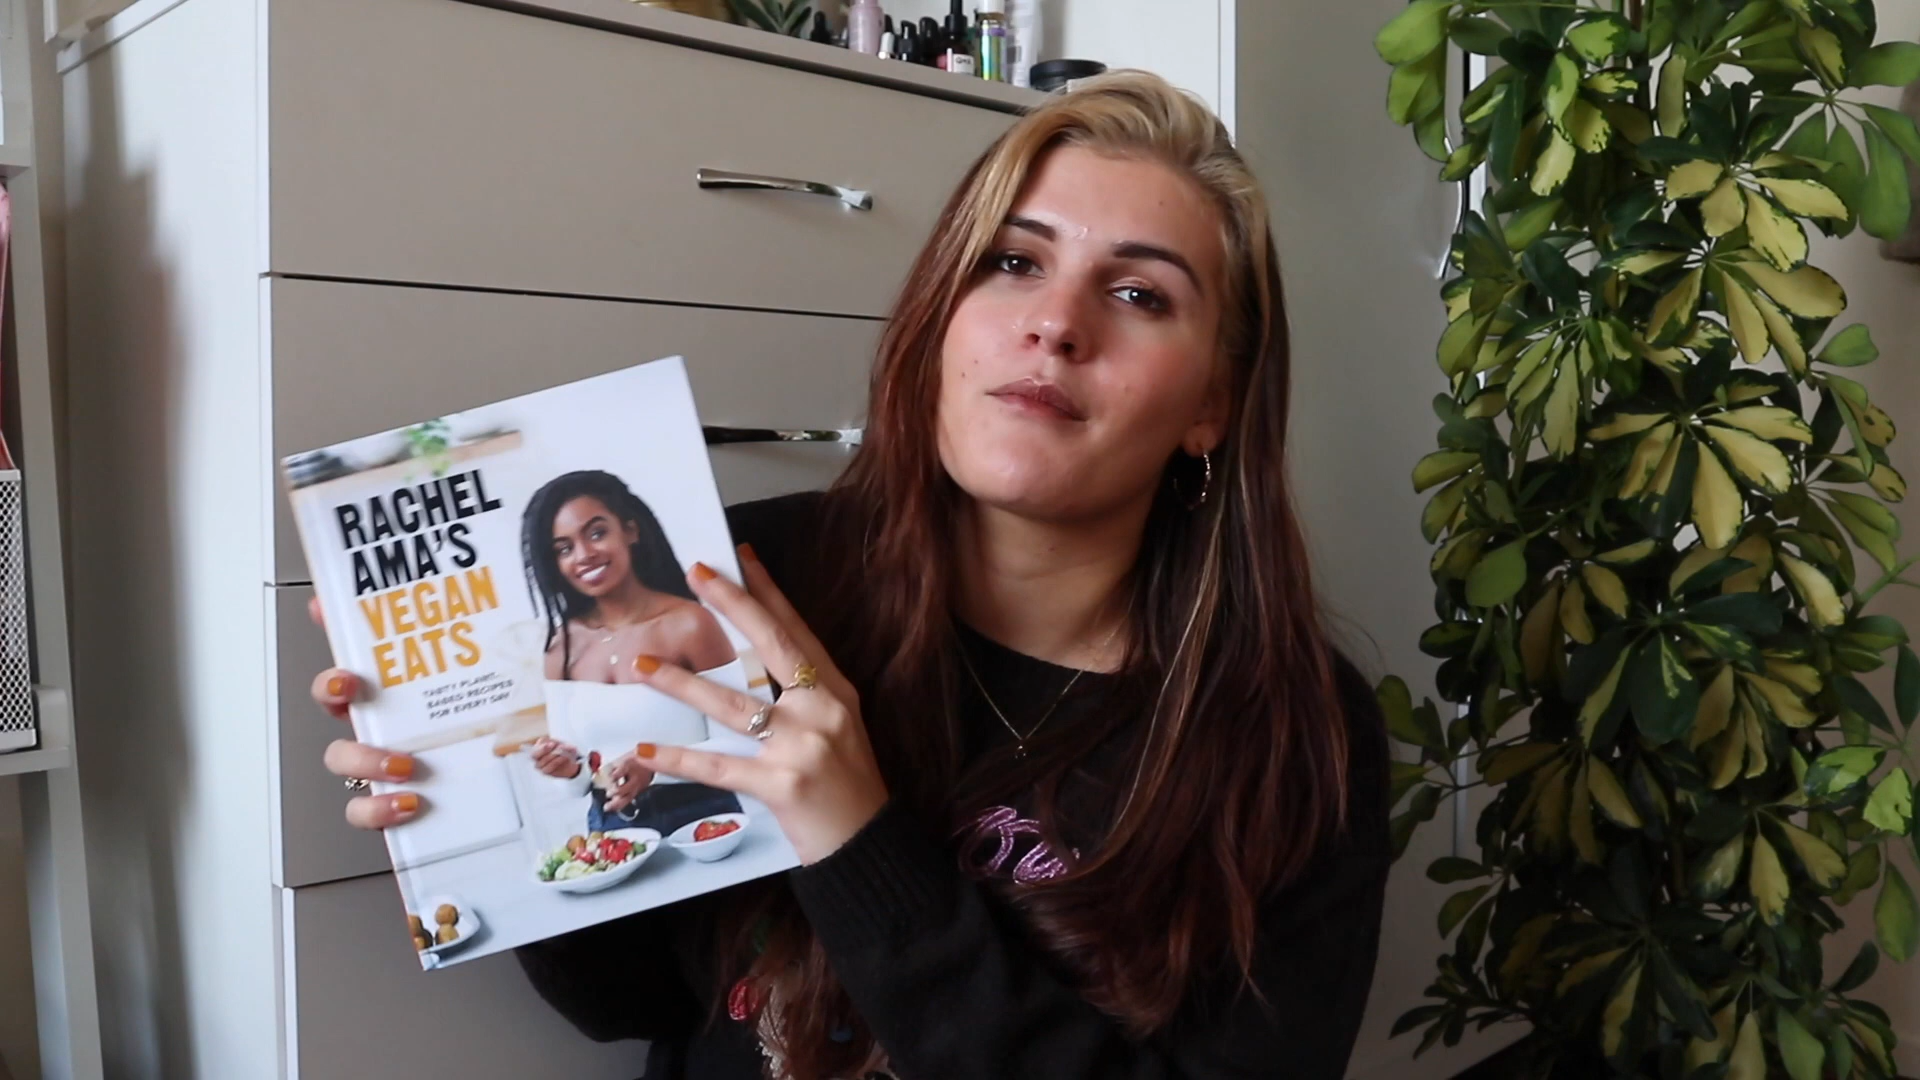 RACHEL
AMA'S
VEGAN
EATS
TASTY PLANT-
BASED RECIPES
FOR EVERY DAY